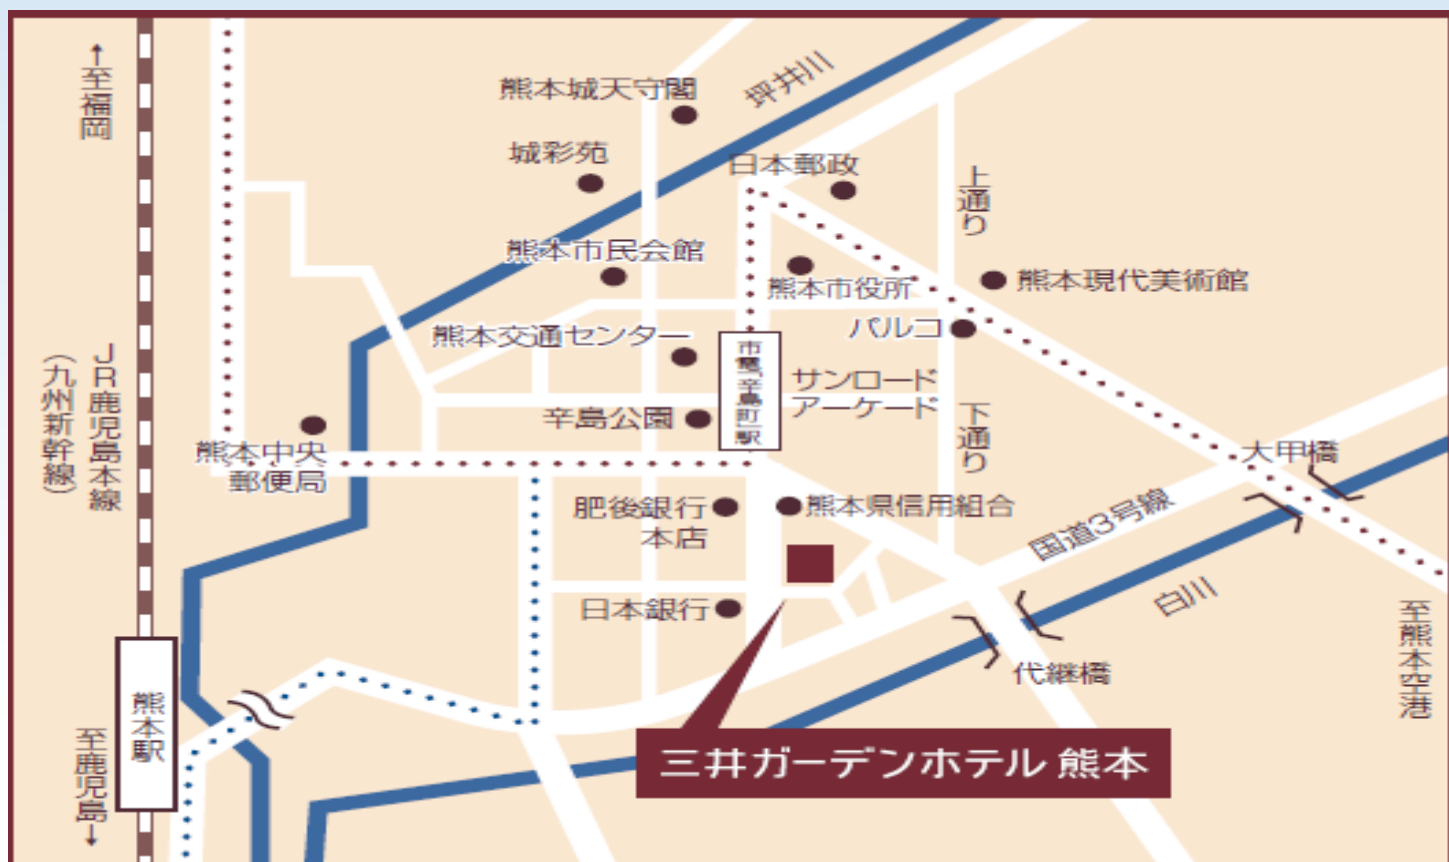 ↑至福岡
JR鹿児島本線
(九州新幹線)
熊本駅
至鹿児島↓
熊本城天守閣
坪井川
城彩苑
日本郵政
上通り
熊本市民会館
熊本市役所
熊本現代美術館
熊本交通センター
パルコ
市電「辛島町」駅
サンロード
アーケード
辛島公園
下通り
熊本中央
郵便局
大甲橋
肥後銀行
本店
熊本県信用組合
国道3号線
日本銀行
白川
代継橋
至熊本空港
三井ガーデンホテル 熊本